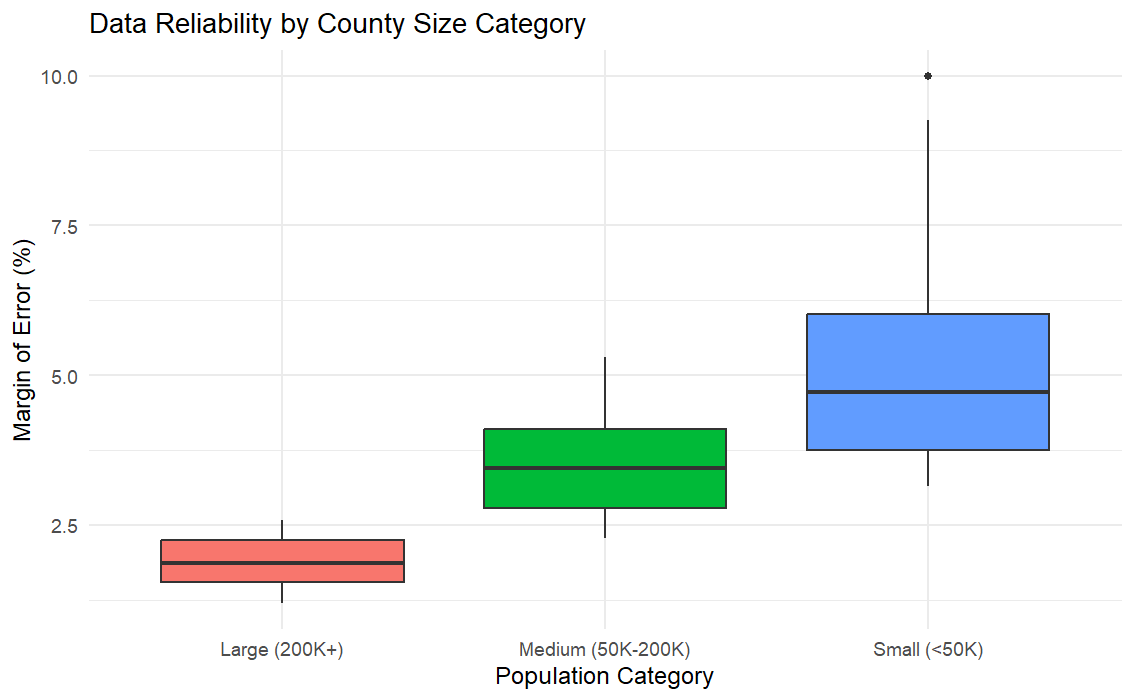 Data Reliability by County Size Category
10.0
7.5
5.0
2.5
Margin of Error (%)
Large (200K+)
Medium (50K-200K)
Small (<50K)
Population Category